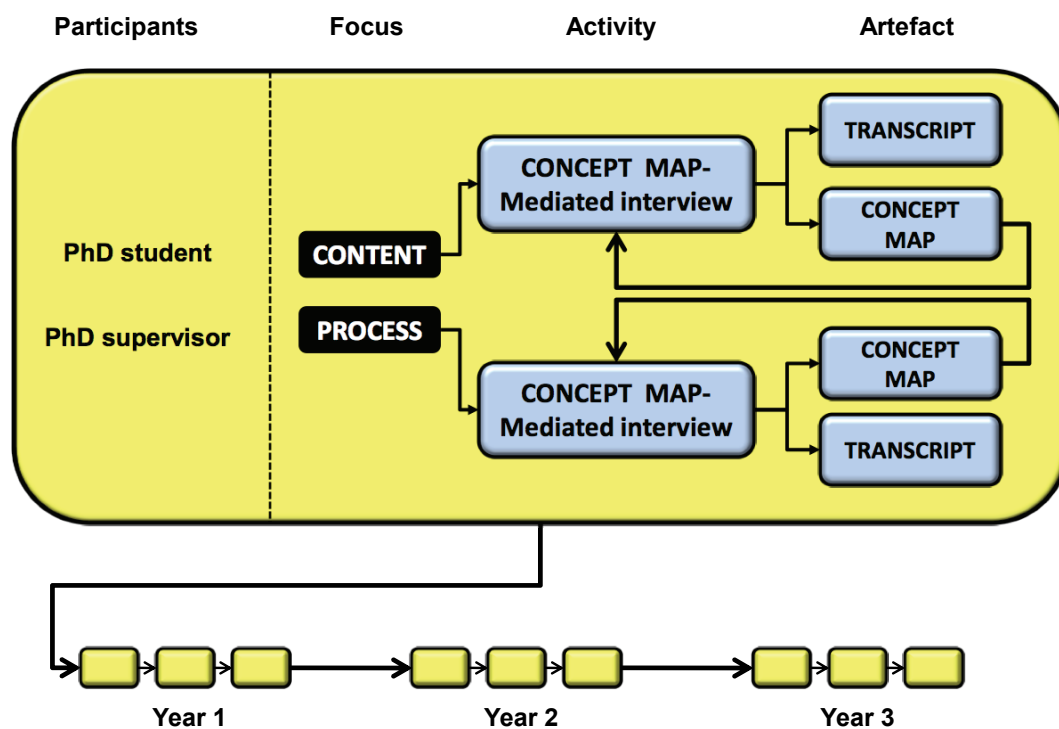 Participants Focus Activity Artefact
TRANSCRIPT
CONCEPT MAP-
Mediated interview
CONCEPT
MAP
PhD student
CONTENT
PhD supervisor
PROCESS
CONCEPT MAP-
Mediated interview
CONCEPT
MAP
TRANSCRIPT
Year 1 Year 2 Year 3